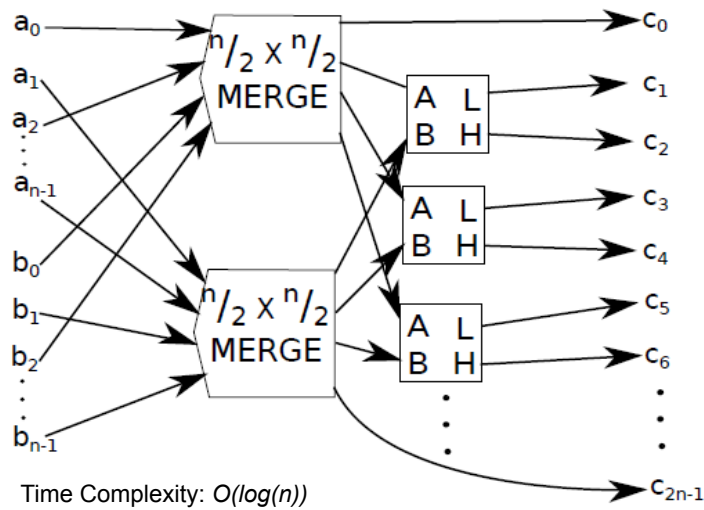 a0
a1
a2
an-1
b0
b1
b2
bn-1
n/2 X n/2
MERGE
n/2 X n/2
MERGE
A L
B H
A L
B H
A L
B H
c0
c1
c2
c3
c4
c5
c6
c2n-1
Time Complexity: O(log(n))